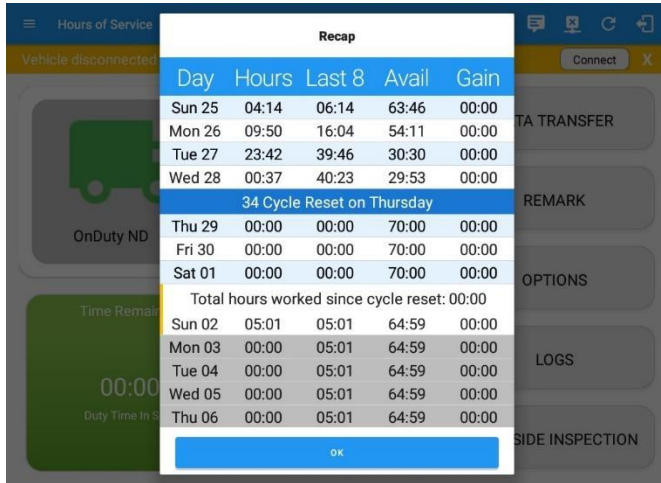 Hours of Service
Recap
Vehicle disconnected
Connect X
Day Hours Last 8 Avail Gain
Sun 25 04:14 06:14 63:46 00:00
Mon 26 09:50 16:04 54:11 00:00
Tue 27 23:42 39:46 30:30 00:00
Wed 28 00:37 40:23 29:53 00:00
34 Cycle Reset on Thursday
Thu 29 00:00 00:00 70:00 00:00
Fri 30 00:00 00:00 70:00 00:00
Sat 01 00:00 00:00 70:00 00:00
Total hours worked since cycle reset: 00:00
Sun 02 05:01 05:01 64:59 00:00
Mon 03 00:00 05:01 64:59 00:00
Tue 04 00:00 05:01 64:59 00:00
Wed 05 00:00 05:01 64:59 00:00
Thu 06 00:00 05:01 64:59 00:00
OK
OnDuty ND
Time Remain
00:00
Duty Time In S
TA TRANSFER
REMARK
OPTIONS
LOGS
SIDE INSPECTION